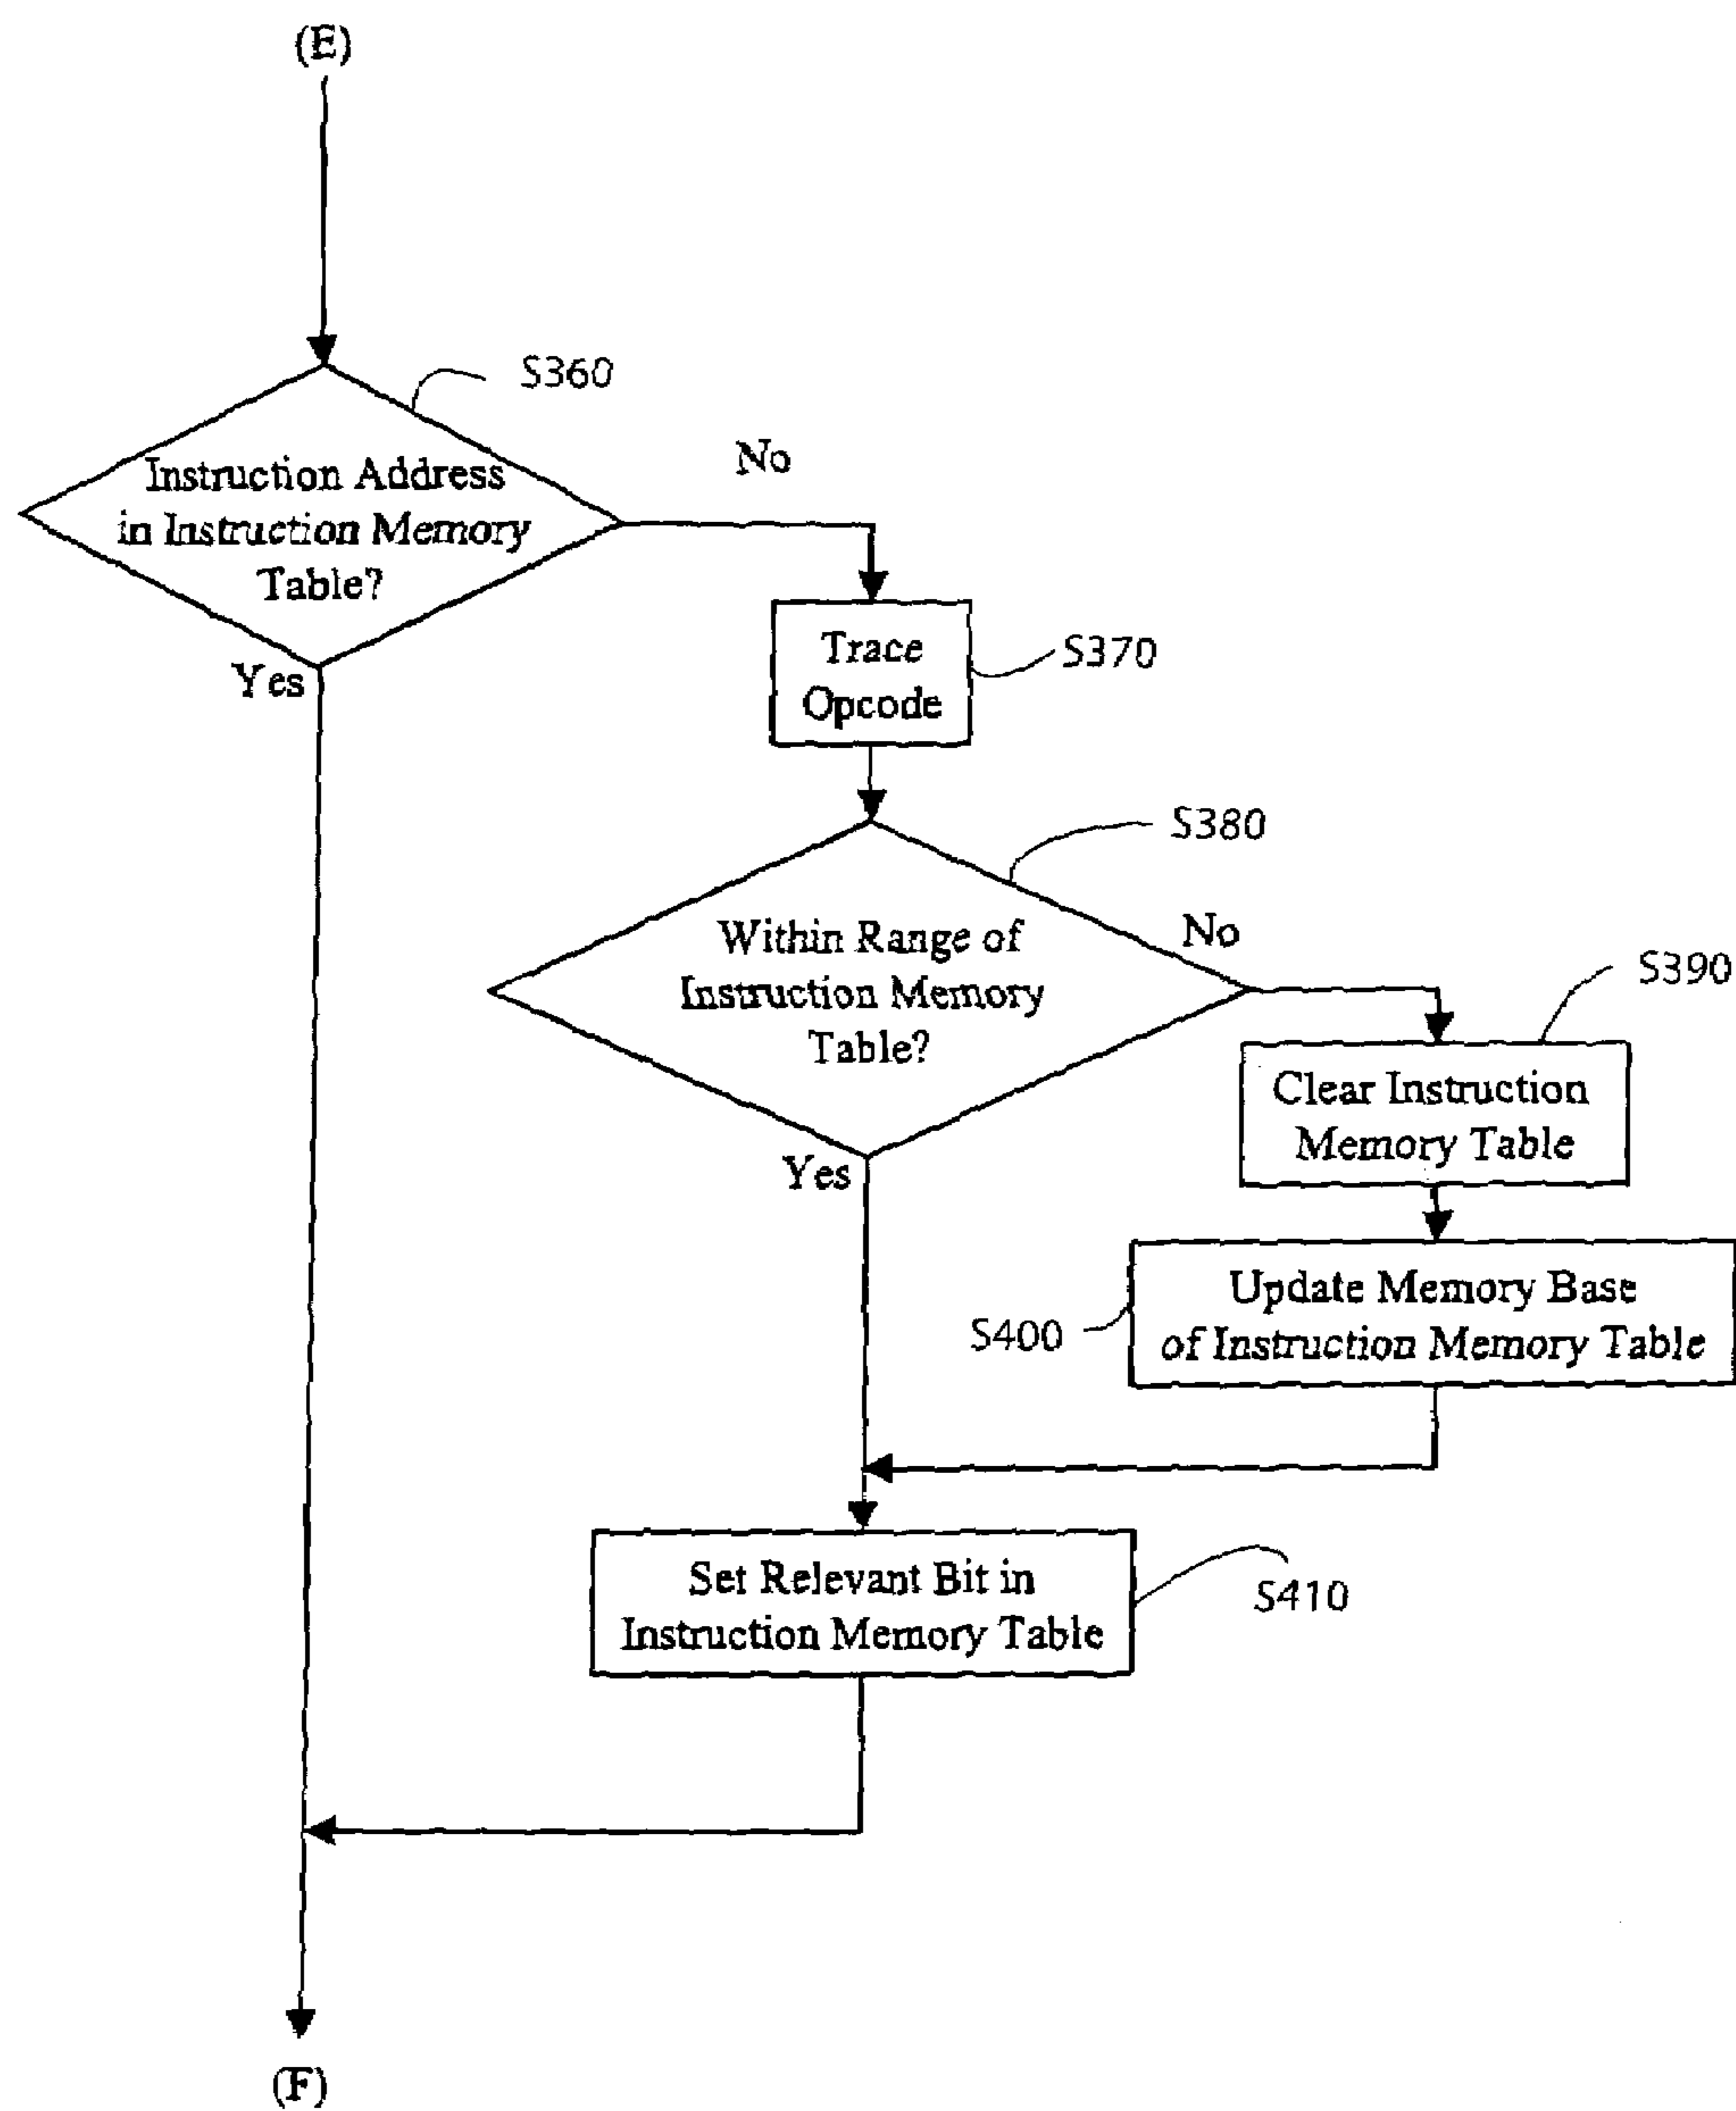 (E)
S360
No
Instruction Address
in Instruction Memory
Table?
Yes
Trace
Opcode
S370
S380
No
Within Range of
Instruction Memory
Table?
Yes
S390
Clear Instruction
Memory Table
Update Memory Base
of Instruction Memory Table
S400
Set Relevant Bit in
Instruction Memory Table
S410
(F)